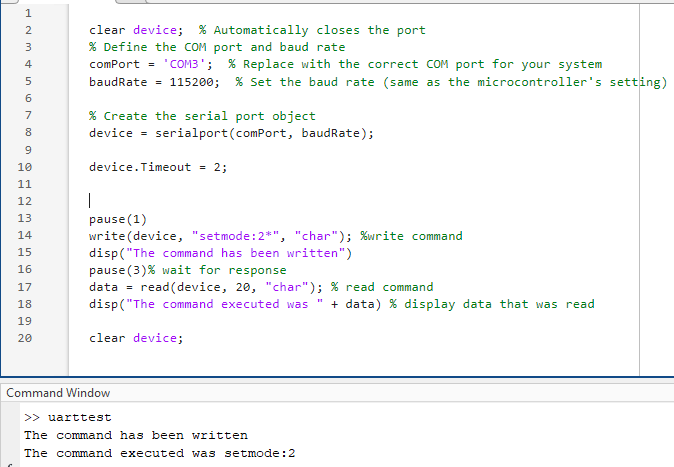 1
2 clear device;  % Automatically closes the port
3 % Define the COM port and baud rate
4 comPort = 'COM3';  % Replace with the correct COM port for your system
5 baudRate = 115200;  % Set the baud rate (same as the microcontroller's setting)
6
7 % Create the serial port object
8 device = serialport(comPort, baudRate);
9
10 device.Timeout = 2;
11
12
13 pause(1)
14 write(device, "setmode:2*", "char"); %write command
15 disp("The command has been written")
16 pause(3)% wait for response
17 data = read(device, 20, "char"); % read command
18 disp("The command executed was " + data) % display data that was read
19
20 clear device;
Command Window
>> uarttest
The command has been written
The command executed was setmode:2